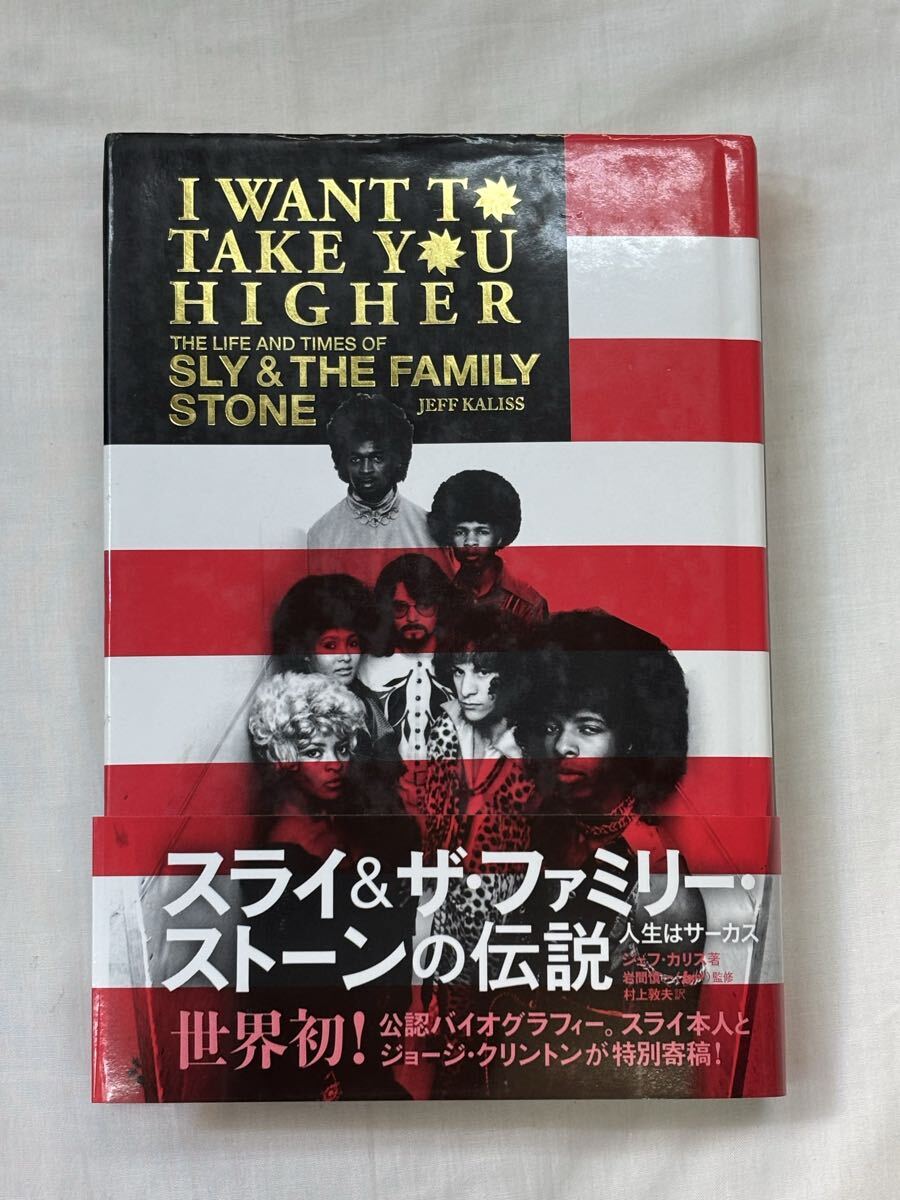 I WANT TO
TAKE YOU
HIGHER
THE LIFE AND TIMES OF
SLY & THE FAMILY
STONE
JEFF KALISS
スライ&ザ・ファミリー・
ストーンの伝説
人生はサーカス
ジェフ・カリス著
監修
村上敦夫訳
世界初!
公認バイオグラフィー。スライ本人と
ジョージ・クリントンが特別寄稿!